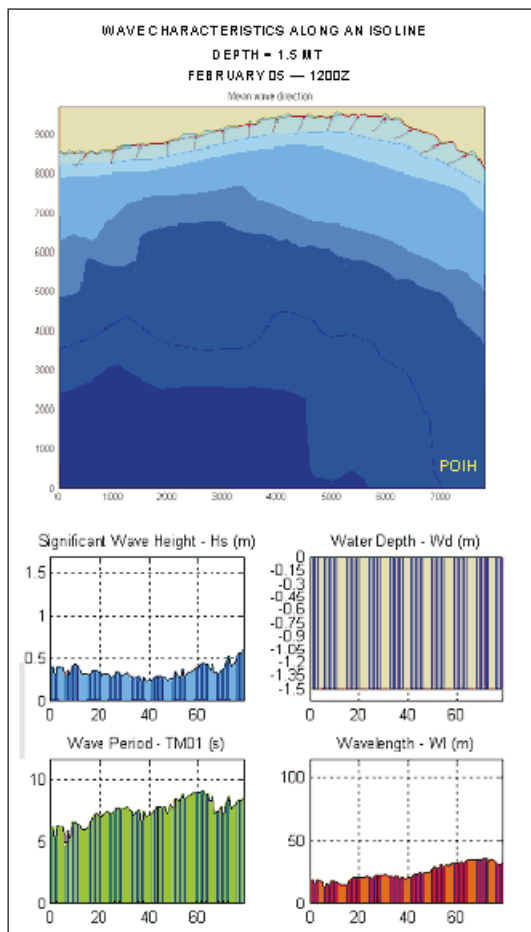 WAVE CHARACTERISTICS ALONG AN ISOLINE
DEPTH = 1.5 MT
FEBRUARY 05 — 1200Z
Mean wave direction
9000
8000
7000
6000
5000
4000
3000
2000
1000
0
POIH
0 1000 2000 3000 4000 5000 6000 7000
Significant Wave Height - Hs (m)
1.5
1
0.5
0
0 20 40 60
Water Depth - Wd (m)
0
-0.15
-0.3
-0.45
-0.6
-0.75
-0.9
-1.05
-1.2
-1.35
-1.5
0 20 40 60
Wave Period - TM01 (s)
10
5
0
0 20 40 60
Wavelength - Wl (m)
100
50
0
0 20 40 60